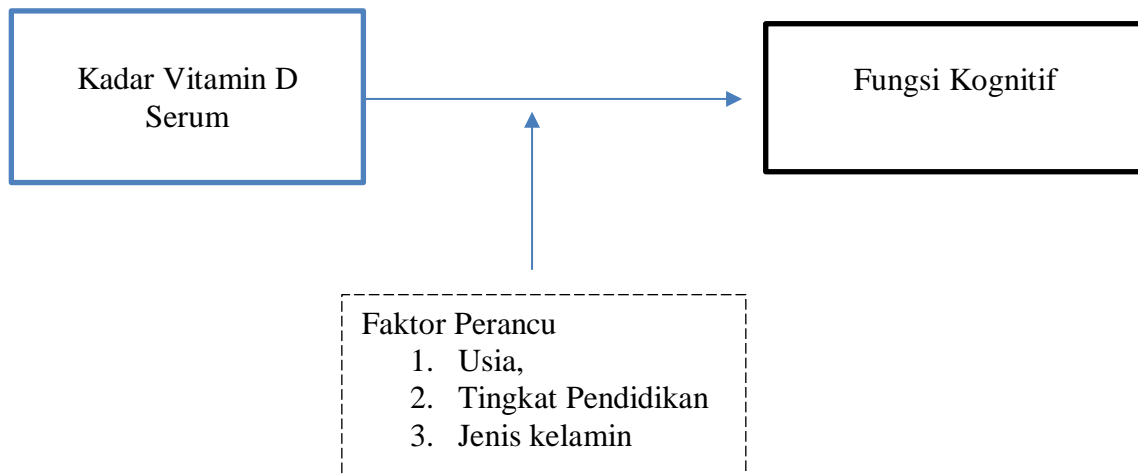 Kadar Vitamin D
Serum
Fungsi Kognitif
Faktor Perancu
1. Usia,
2. Tingkat Pendidikan
3. Jenis kelamin